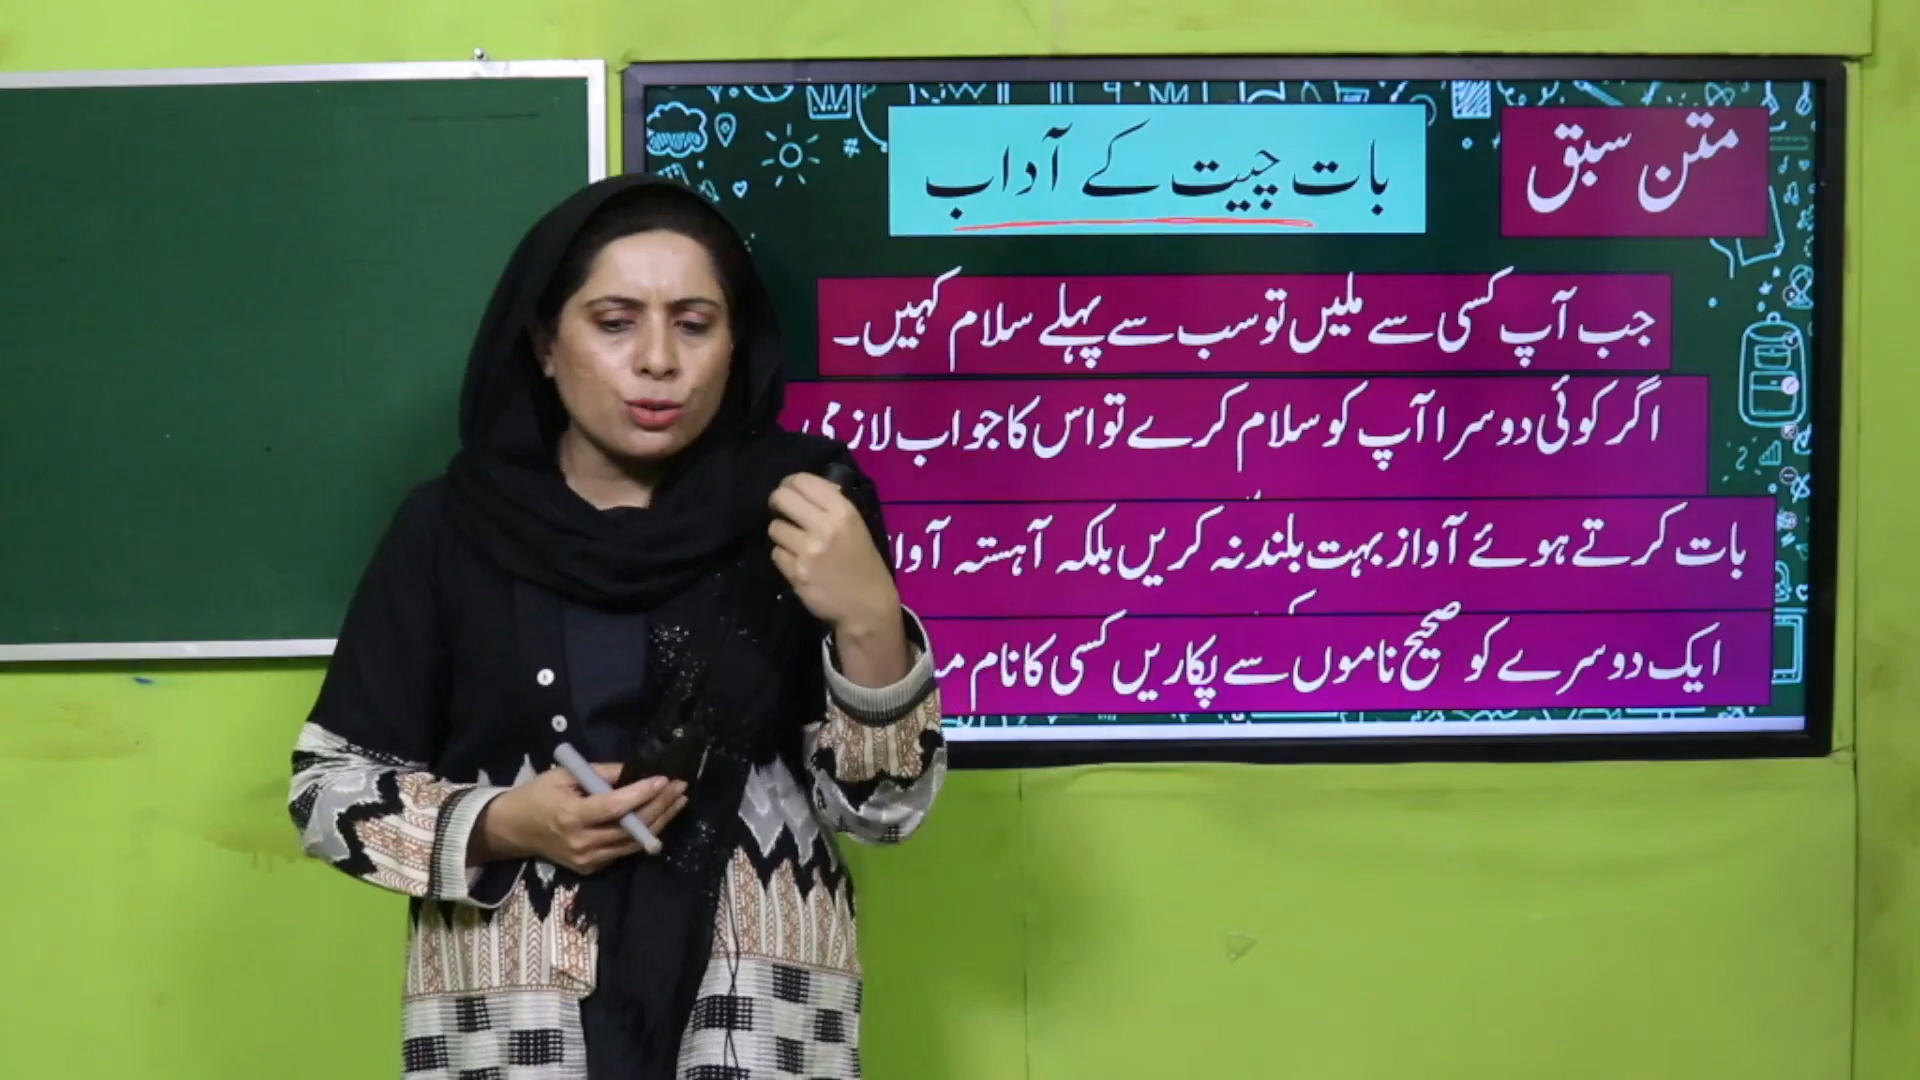 متن سبق
بات چیت کے آداب
جب آپ کسی سے ملیں تو سب سے پہلے سلام کہیں۔
اگر کوئی دوسرا آپ کو سلام کرے تو اس کا جواب لازمی
بات کرتے ہوئے آواز بہت بلند نہ کریں بلکہ آہستہ
ایک دوسرے کو صحیح ناموں سے پکاریں کسی کا نام